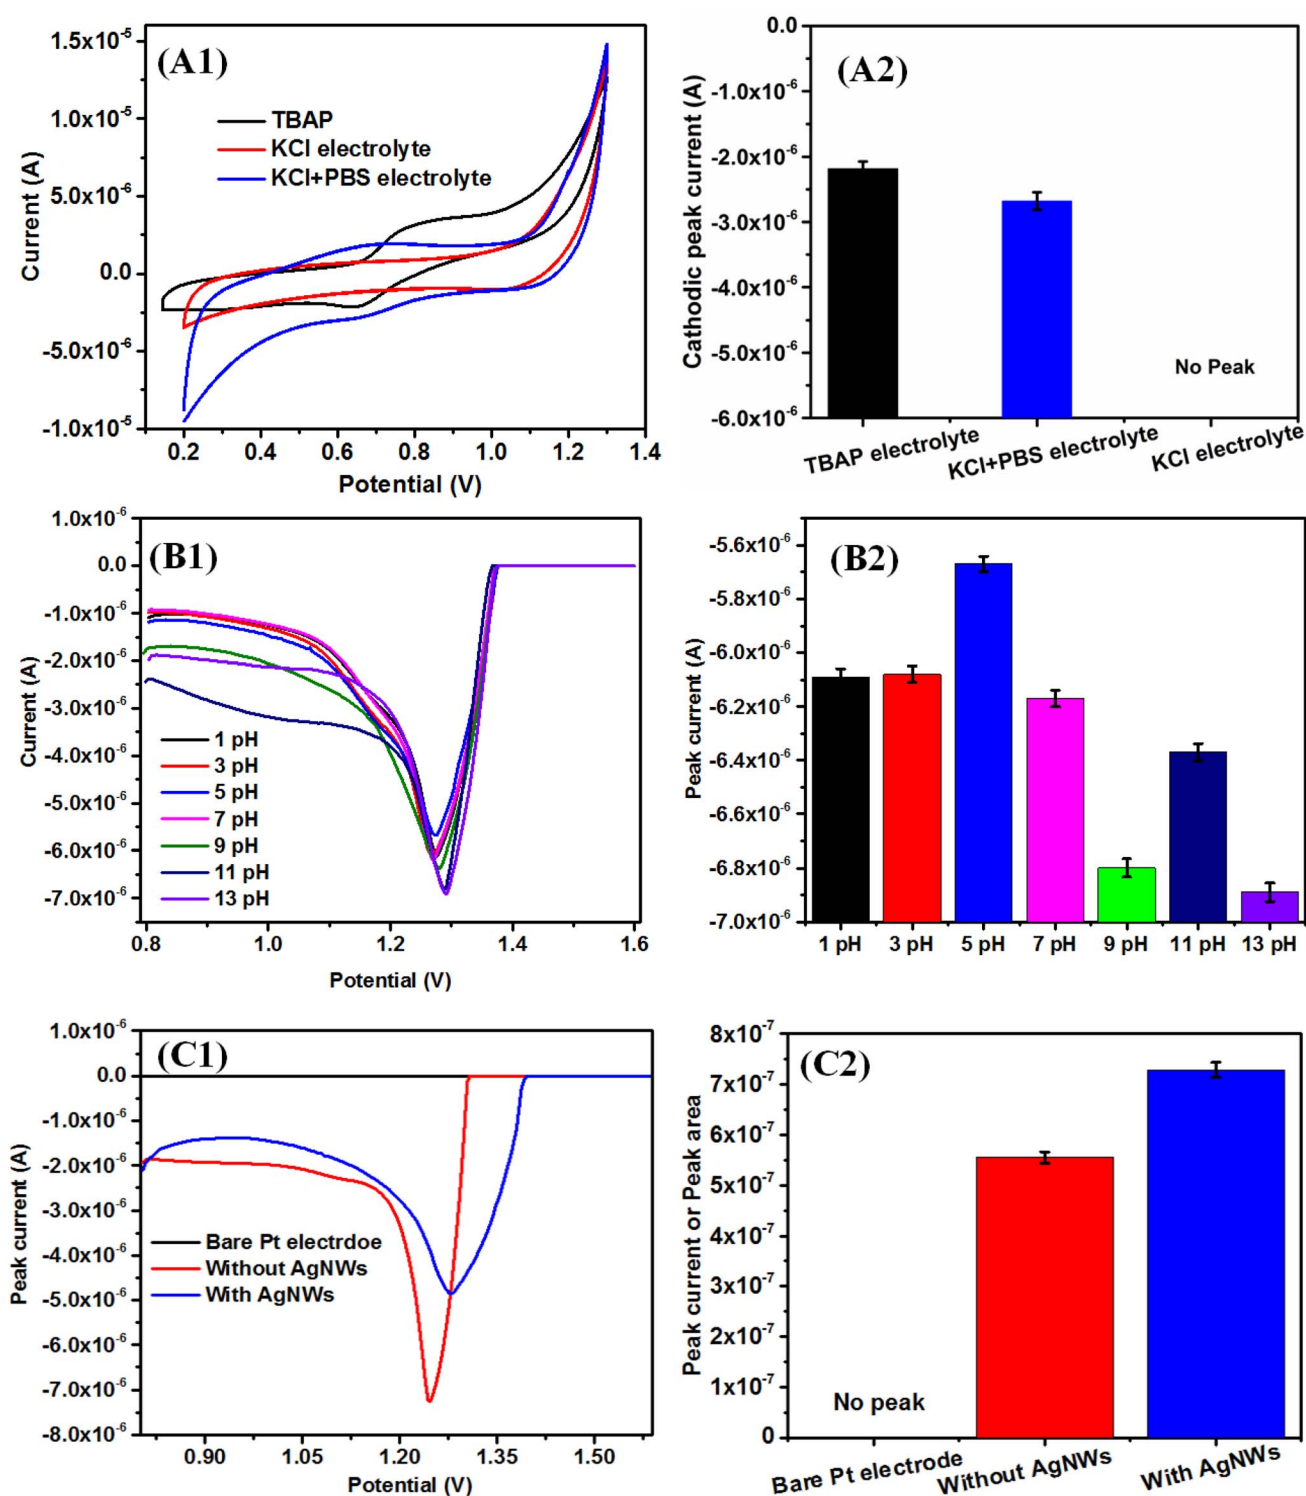 (A1)
1.5x10-5
1.0x10-5
5.0x10-6
0.0
-5.0x10-6
-1.0x10-5
Current (A)
TBAP
KCl electrolyte
KCl+PBS electrolyte
0.2 0.4 0.6 0.8 1.0 1.2 1.4
Potential (V)
(A2)
0.0
-1.0x10-6
-2.0x10-6
-3.0x10-6
-4.0x10-6
-5.0x10-6
-6.0x10-6
Cathodic peak current (A)
No Peak
TBAP electrolyte KCl+PBS electrolyte KCl electrolyte
(B1)
1.0x10-6
0.0
-1.0x10-6
-2.0x10-6
-3.0x10-6
-4.0x10-6
-5.0x10-6
-6.0x10-6
-7.0x10-6
Current (A)
1 pH
3 pH
5 pH
7 pH
9 pH
11 pH
13 pH
0.8 1.0 1.2 1.4 1.6
Potential (V)
(B2)
-5.6x10-6
-5.8x10-6
-6.0x10-6
-6.2x10-6
-6.4x10-6
-6.6x10-6
-6.8x10-6
-7.0x10-6
Peak current (A)
1 pH 3 pH 5 pH 7 pH 9 pH 11 pH 13 pH
(C1)
1.0x10-6
0.0
-1.0x10-6
-2.0x10-6
-3.0x10-6
-4.0x10-6
-5.0x10-6
-6.0x10-6
-7.0x10-6
-8.0x10-6
Peak current (A)
Bare Pt electrdoe
Without AgNWs
With AgNWs
0.90 1.05 1.20 1.35 1.50
Potential (V)
(C2)
8x10-7
7x10-7
6x10-7
5x10-7
4x10-7
3x10-7
2x10-7
1x10-7
0
Peak current or Peak area
No peak
Bare Pt electrode Without AgNWs With AgNWs